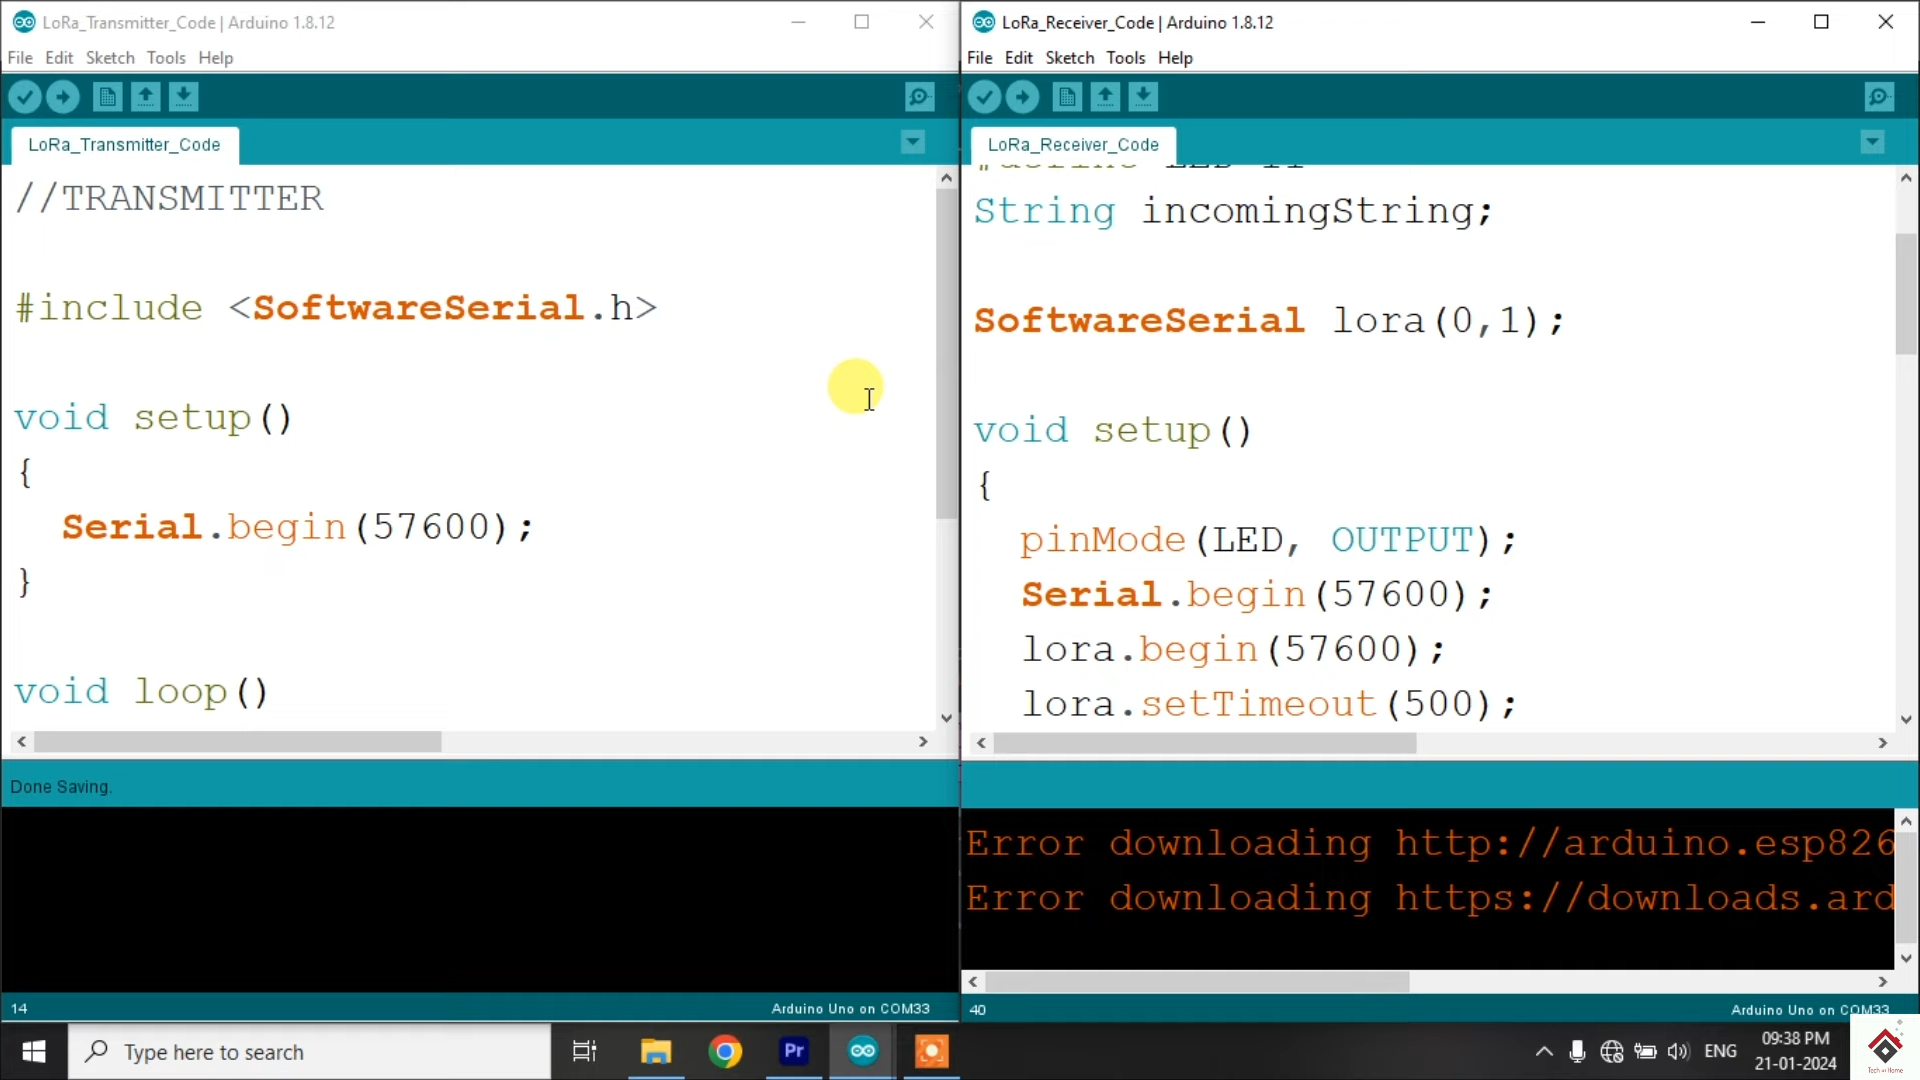 LoRa_Transmitter_Code | Arduino 1.8.12
File Edit Sketch Tools Help
LoRa_Transmitter_Code
//TRANSMITTER
#include <SoftwareSerial.h>
void setup()
{
Serial.begin(57600);
}
void loop()
Done Saving.
14
Arduino Uno on COM33
LoRa_Receiver_Code | Arduino 1.8.12
File Edit Sketch Tools Help
LoRa_Receiver_Code
String incomingString;
SoftwareSerial lora(0,1);
void setup()
{
pinMode(LED, OUTPUT);
Serial.begin(57600);
lora.begin(57600);
lora.setTimeout(500);
Error downloading http://arduino.esp826
Error downloading https://downloads.ard
40
Arduino Uno on COM33
Type here to search
Pr
ENG
09:38 PM
21-01-2024
Tech at Home